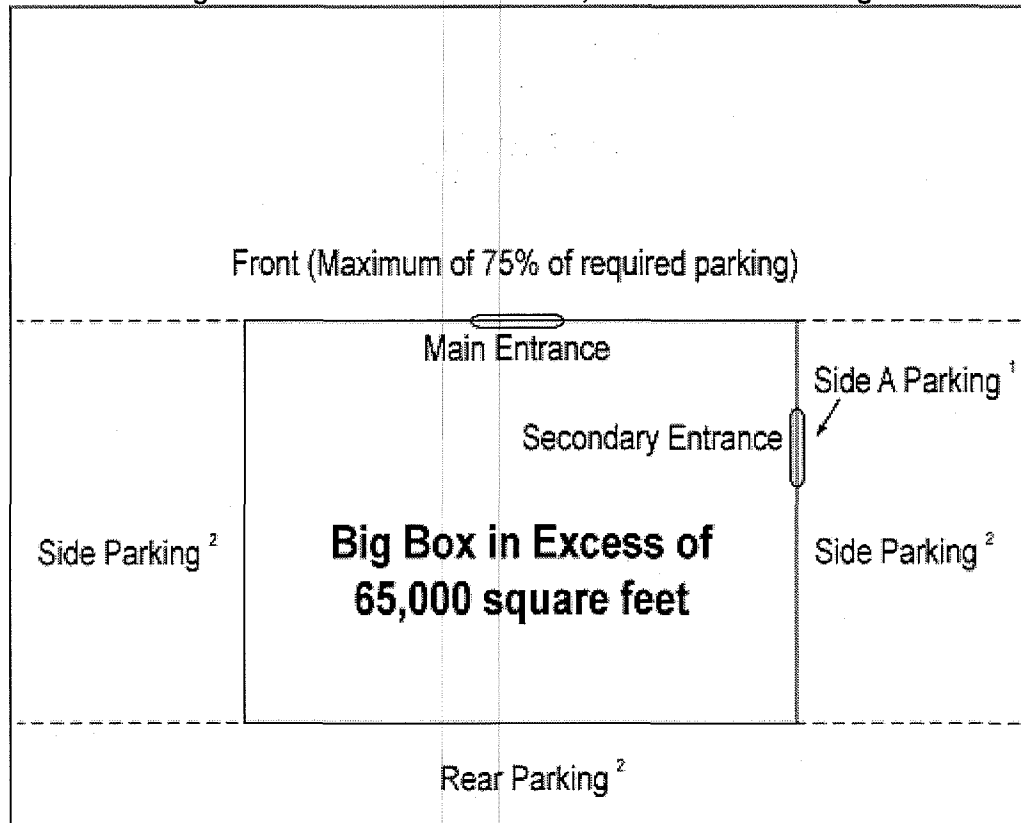 Front (Maximum of 75% of required parking)
Main Entrance
Side A Parking ¹
Secondary Entrance
Side Parking ²
Big Box in Excess of
65,000 square feet
Side Parking ²
Rear Parking ²